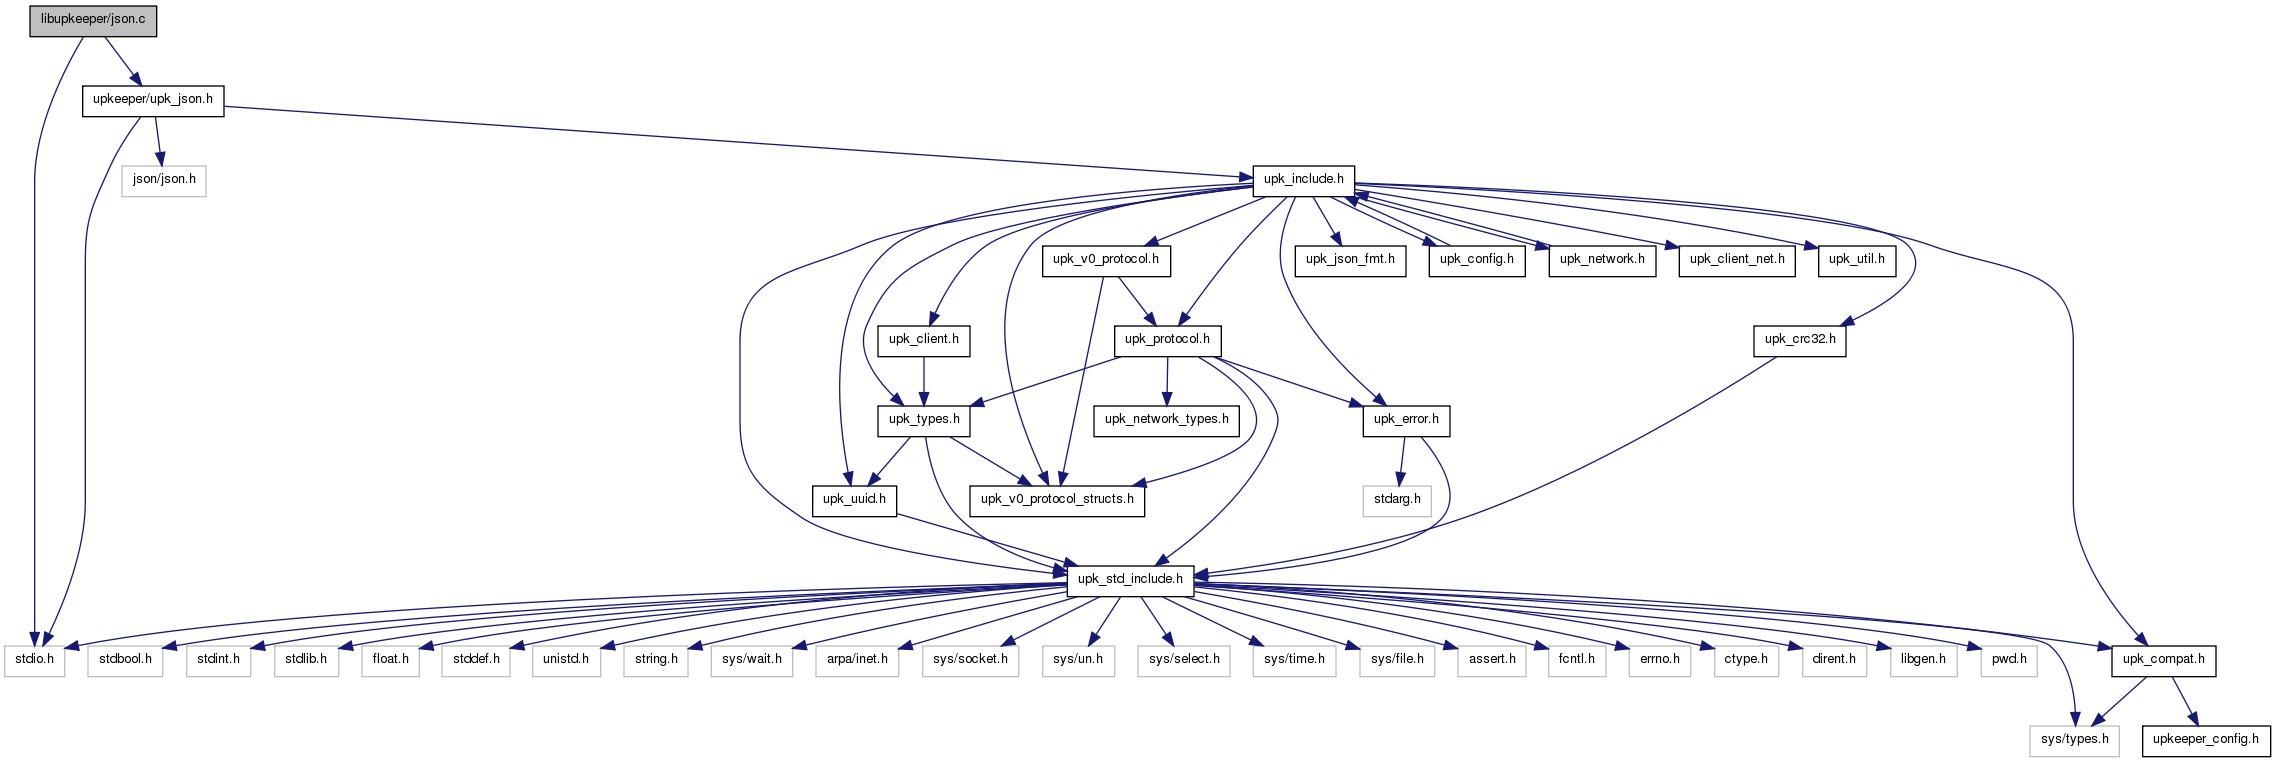 libupkeeper/json.c
upkeeper/upk_json.h
json/json.h
upk_include.h
upk_v0_protocol.h
upk_json_fmt.h
upk_config.h
upk_network.h
upk_client_net.h
upk_util.h
upk_client.h
upk_protocol.h
upk_crc32.h
upk_types.h
upk_network_types.h
upk_error.h
upk_uuid.h
upk_v0_protocol_structs.h
stdarg.h
upk_std_include.h
stdio.h
stdbool.h
stdint.h
stdlib.h
float.h
stddef.h
unistd.h
string.h
sys/wait.h
arpa/inet.h
sys/socket.h
sys/un.h
sys/select.h
sys/time.h
sys/file.h
assert.h
fcntl.h
errno.h
ctype.h
dirent.h
libgen.h
pwd.h
upk_compat.h
sys/types.h
upkeeper_config.h